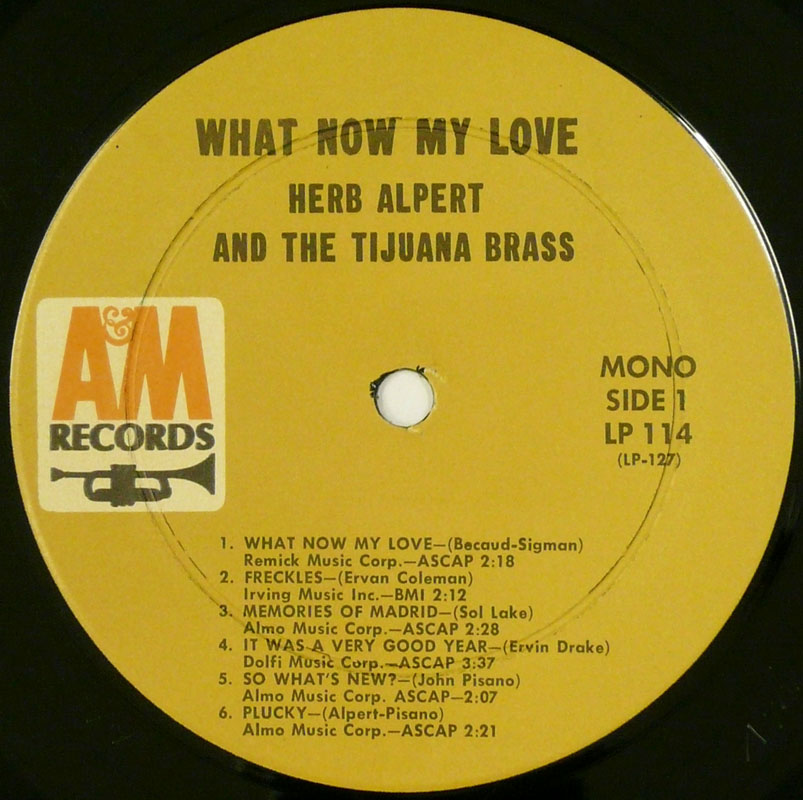 WHAT NOW MY LOVE
HERB ALPERT
AND THE TIJUANA BRASS
A&M
RECORDS
MONO
SIDE 1
LP 114
(LP-127)
1. WHAT NOW MY LOVE—(Becaud-Sigman)
Remick Music Corp.—ASCAP 2:18
2. FRECKLES—(Ervan Coleman)
Irving Music Inc.—BMI 2:12
3. MEMORIES OF MADRID—(Sol Lake)
Almo Music Corp.—ASCAP 2:28
4. IT WAS A VERY GOOD YEAR—(Ervin Drake)
Dolfi Music Corp.—ASCAP 3:37
5. SO WHAT'S NEW?—(John Pisano)
Almo Music Corp. ASCAP—2:07
6. PLUCKY—(Alpert-Pisano)
Almo Music Corp.—ASCAP 2:21